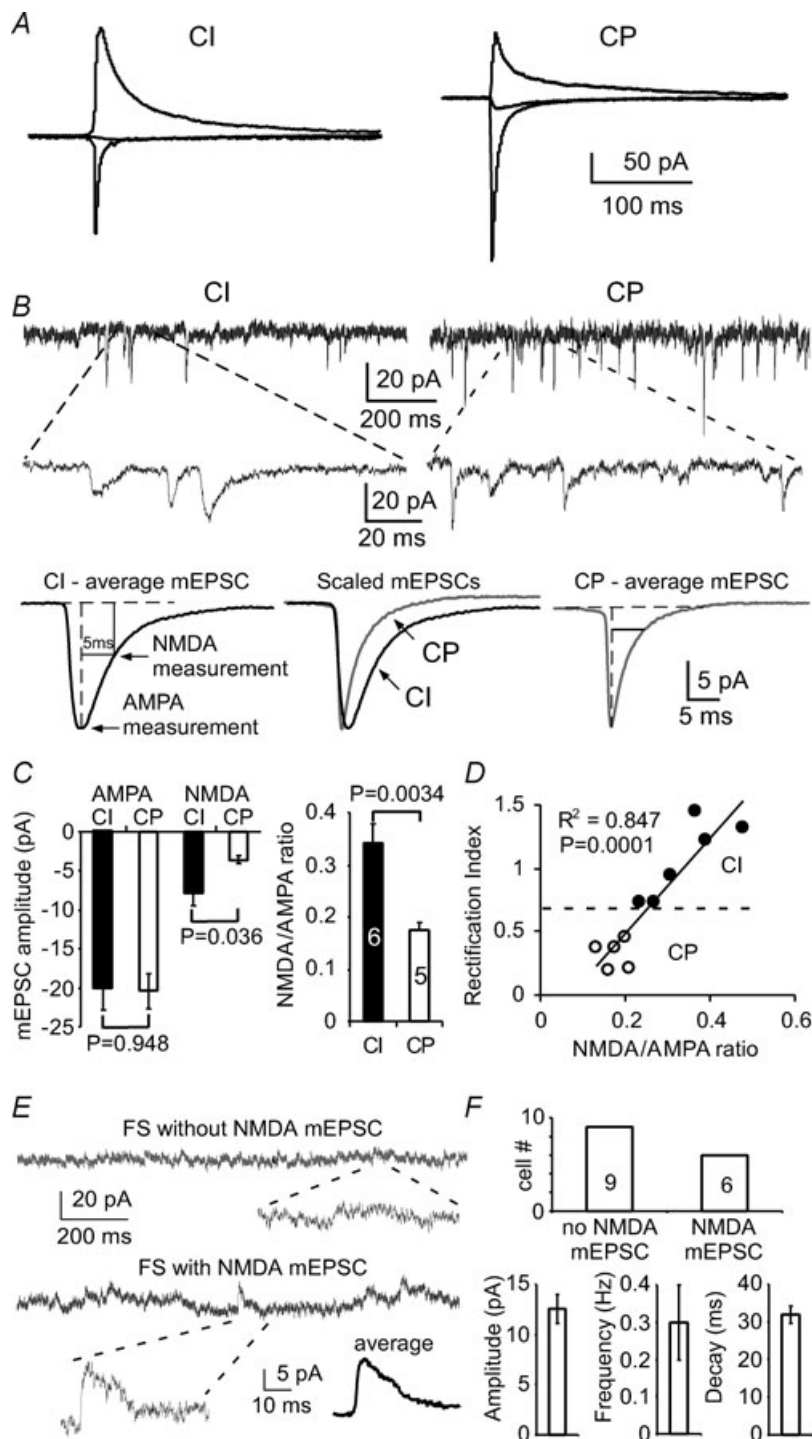 A
CI
CP
50 pA
100 ms
B
CI
CP
20 pA
200 ms
20 pA
20 ms
CI - average mEPSC
Scaled mEPSCs
CP - average mEPSC
5ms
NMDA
measurement
AMPA
measurement
CP
CI
5 pA
5 ms
C
AMPA
NMDA
CI CP CI CP
mEPSC amplitude (pA)
0
-5
-10
-15
-20
-25
P=0.036
P=0.948
NMDA/AMPA ratio
P=0.0034
0.4
0.3
0.2
0.1
0
6
5
CI
CP
D
Rectification Index
1.5
1
0.5
0
R² = 0.847
P=0.0001
CI
CP
0
0.2
0.4
0.6
NMDA/AMPA ratio
E
FS without NMDA mEPSC
20 pA
200 ms
FS with NMDA mEPSC
average
5 pA
10 ms
F
cell #
10
5
0
9
6
no NMDA
mEPSC
NMDA
mEPSC
Amplitude (pA)
15
10
5
0
Frequency (Hz)
0.4
0.3
0.2
0.1
0
Decay (ms)
40
30
20
10
0